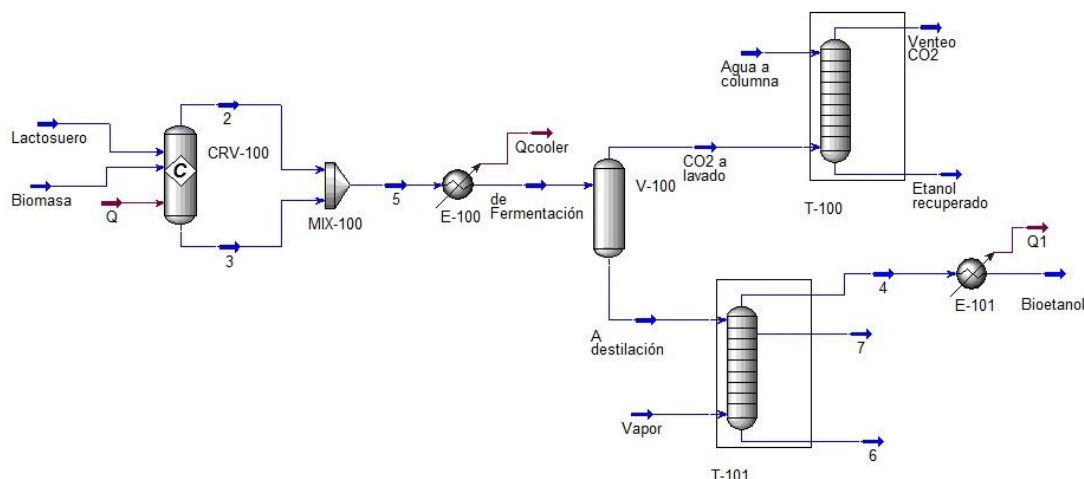 Lactosuero
Biomasa
Q
2
C
CRV-100
3
MIX-100
5
Qcooler
E-100
de
Fermentación
V-100
CO2 a
lavado
Agua a
columna
Venteo
CO2
T-100
Etanol
recuperado
A
destilación
Vapor
4
7
6
T-101
Q1
E-101
Bioetanol